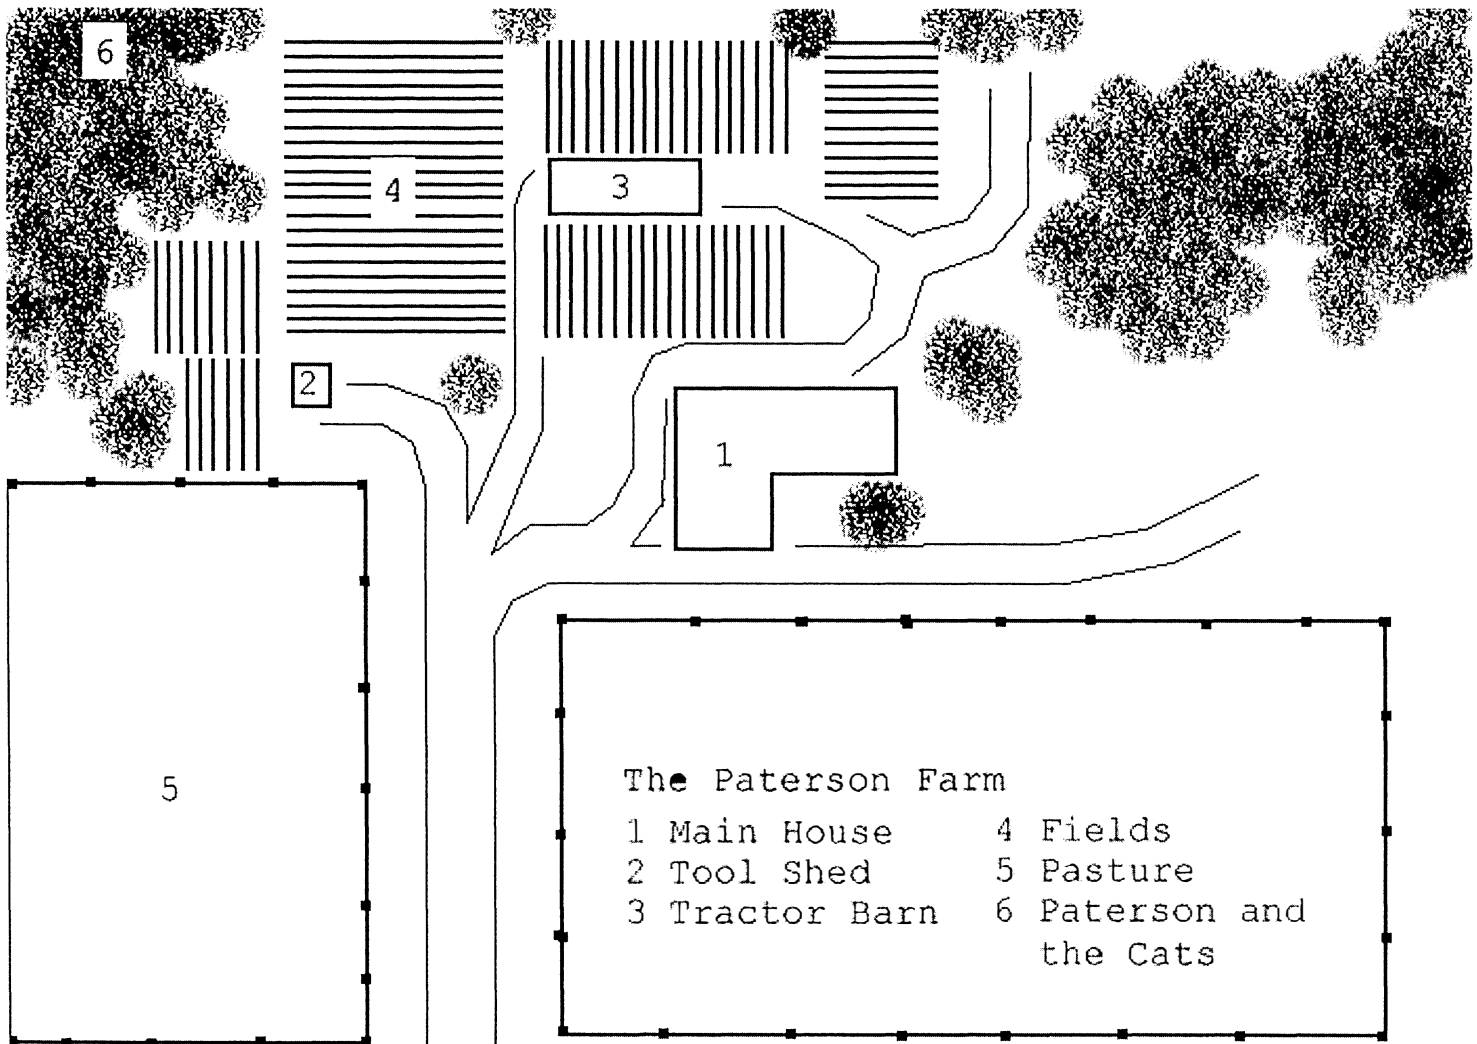 6
4
3
2
1
5
The Paterson Farm
1 Main House 4 Fields
2 Tool Shed 5 Pasture
3 Tractor Barn 6 Paterson and
the Cats